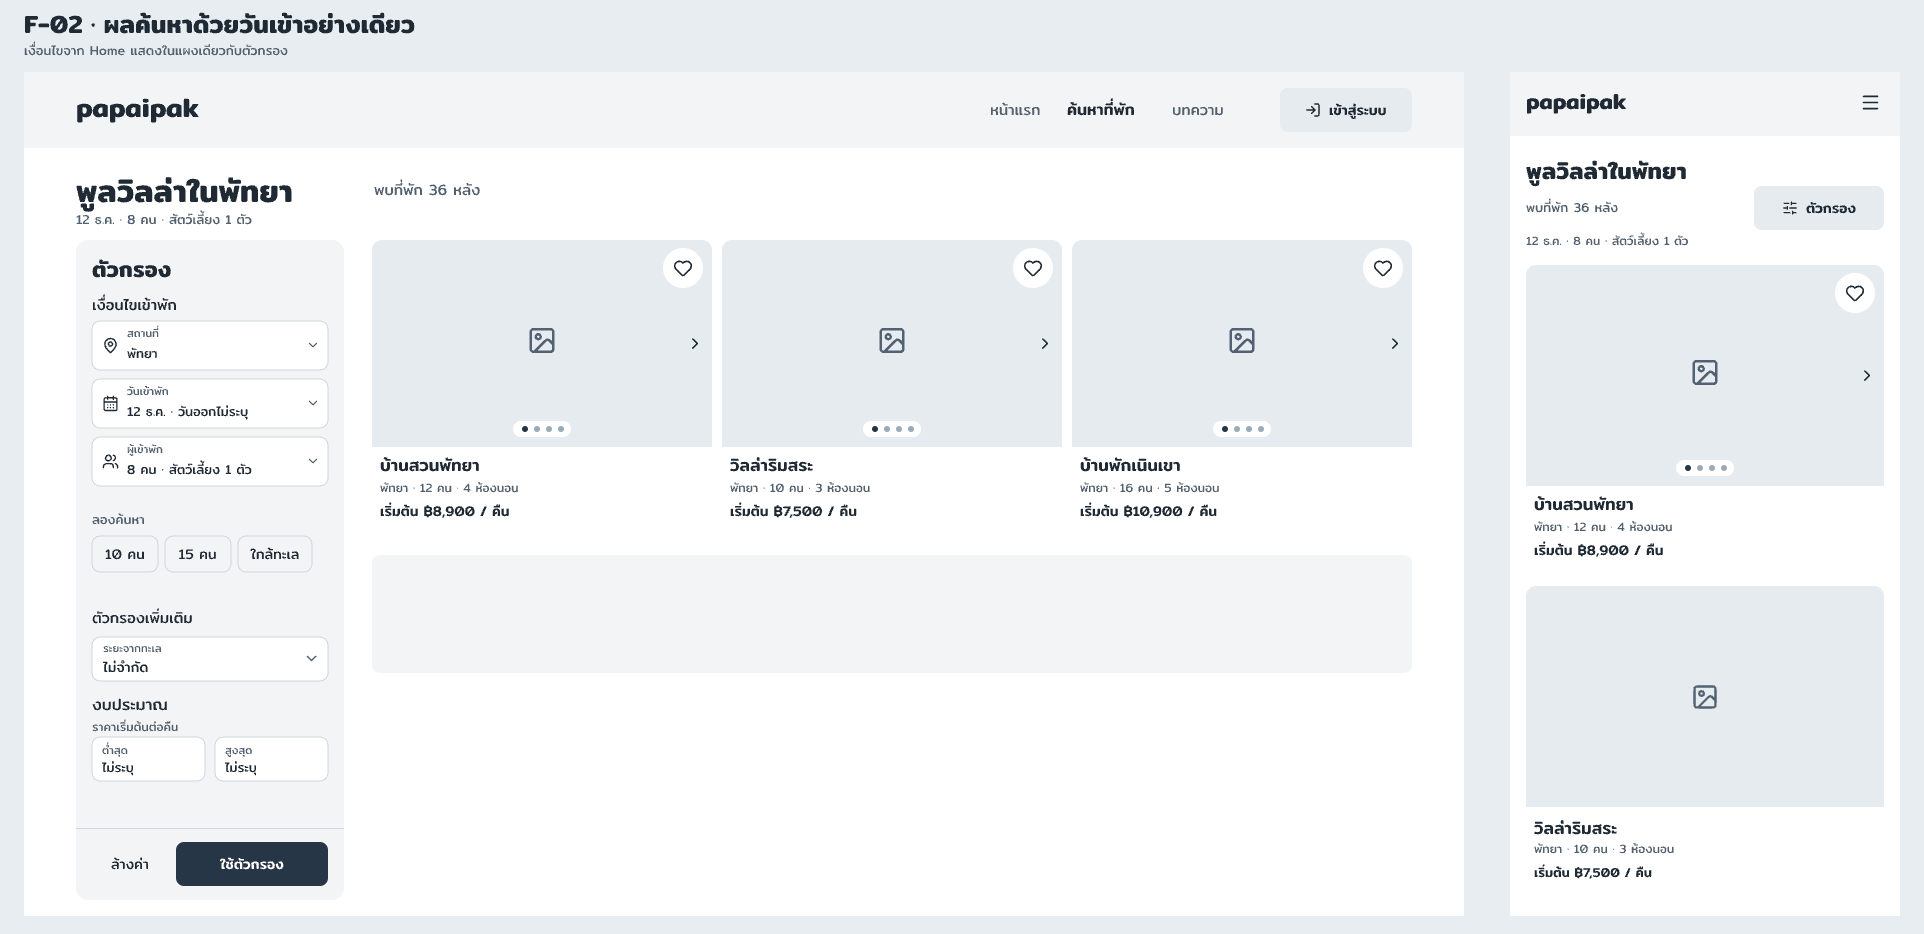 F-02 · ผลค้นหาด้วยวันเข้าอย่างเดียว
เงื่อนไขจาก Home แสดงในแผงเดียวกับตัวกรอง
papaipak
หน้าแรก
ค้นหาที่พัก
บทความ
เข้าสู่ระบบ
พูลวิลล่าในพัทยา
12 ธ.ค. · 8 คน · สัตว์เลี้ยง 1 ตัว
พบที่พัก 36 หลัง
ตัวกรอง
เงื่อนไขเข้าพัก
สถานที่
พัทยา
วันเข้าพัก
12 ธ.ค. · วันออกไม่ระบุ
ผู้เข้าพัก
8 คน · สัตว์เลี้ยง 1 ตัว
ลองค้นหา
10 คน
15 คน
ใกล้ทะเล
ตัวกรองเพิ่มเติม
ระยะจากทะเล
ไม่จำกัด
งบประมาณ
ราคาเริ่มต้นต่อคืน
ต่ำสุด
ไม่ระบุ
สูงสุด
ไม่ระบุ
ล้างค่า
ใช้ตัวกรอง
บ้านสวนพัทยา
พัทยา · 12 คน · 4 ห้องนอน
เริ่มต้น ฿8,900 / คืน
วิลล่าริมสระ
พัทยา · 10 คน · 3 ห้องนอน
เริ่มต้น ฿7,500 / คืน
บ้านพักเนินเขา
พัทยา · 16 คน · 5 ห้องนอน
เริ่มต้น ฿10,900 / คืน
papaipak
พูลวิลล่าในพัทยา
พบที่พัก 36 หลัง
ตัวกรอง
12 ธ.ค. · 8 คน · สัตว์เลี้ยง 1 ตัว
บ้านสวนพัทยา
พัทยา · 12 คน · 4 ห้องนอน
เริ่มต้น ฿8,900 / คืน
วิลล่าริมสระ
พัทยา · 10 คน · 3 ห้องนอน
เริ่มต้น ฿7,500 / คืน